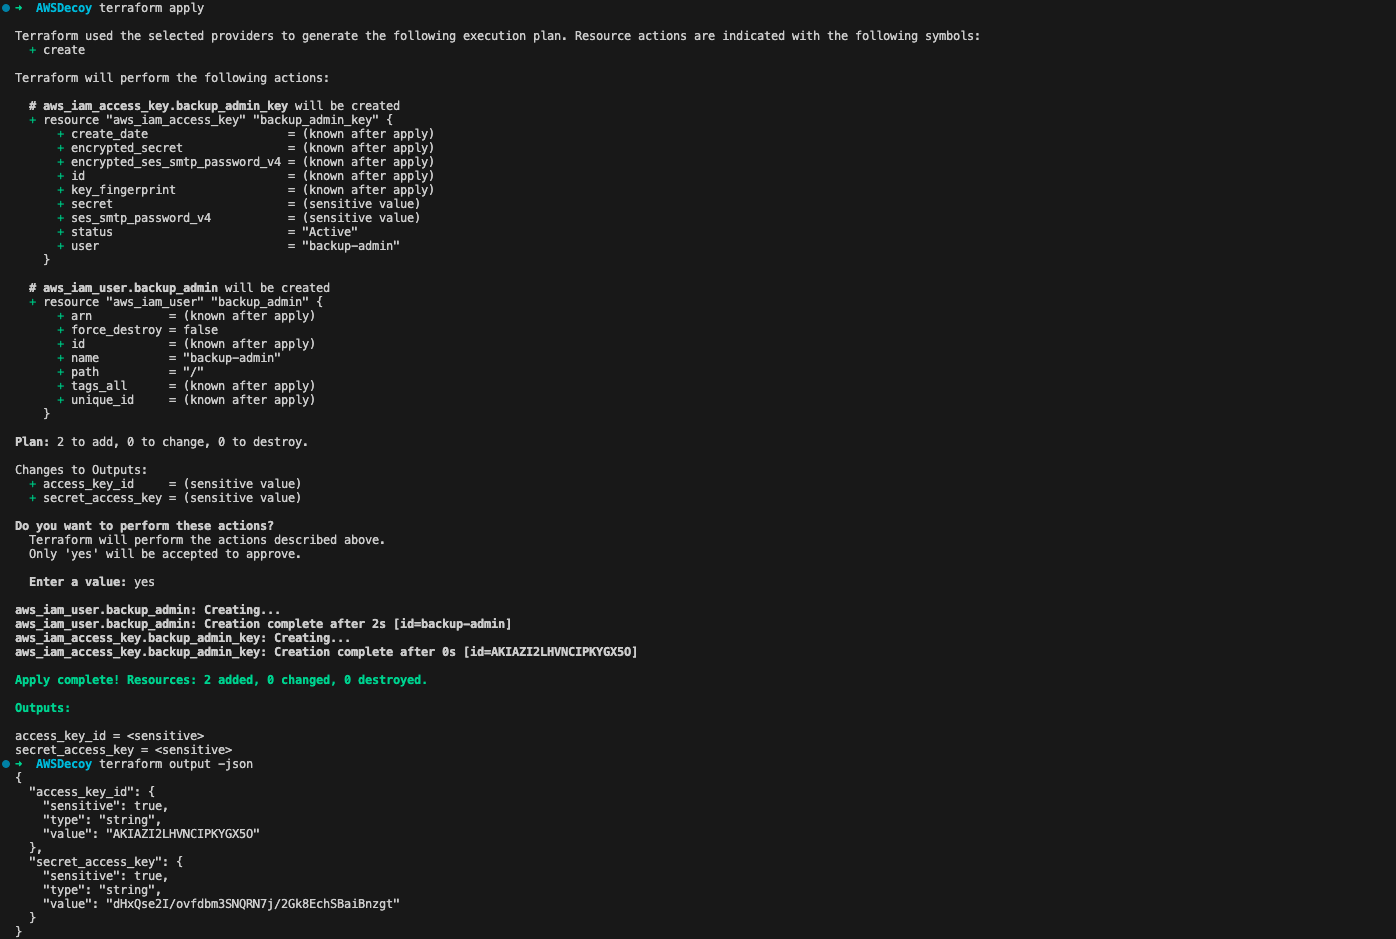 ➜ AWSDecoy terraform apply
Terraform used the selected providers to generate the following execution plan. Resource actions are indicated with the following symbols:
+ create
Terraform will perform the following actions:
# aws_iam_access_key.backup_admin_key will be created
+ resource "aws_iam_access_key" "backup_admin_key" {
+ create_date = (known after apply)
+ encrypted_secret = (known after apply)
+ encrypted_ses_smtp_password_v4 = (known after apply)
+ id = (known after apply)
+ key_fingerprint = (known after apply)
+ secret = (sensitive value)
+ ses_smtp_password_v4 = (sensitive value)
+ status = "Active"
+ user = "backup-admin"
}
# aws_iam_user.backup_admin will be created
+ resource "aws_iam_user" "backup_admin" {
+ arn = (known after apply)
+ force_destroy = false
+ id = (known after apply)
+ name = "backup-admin"
+ path = "/"
+ tags_all = (known after apply)
+ unique_id = (known after apply)
}
Plan: 2 to add, 0 to change, 0 to destroy.
Changes to Outputs:
+ access_key_id = (sensitive value)
+ secret_access_key = (sensitive value)
Do you want to perform these actions?
Terraform will perform the actions described above.
Only 'yes' will be accepted to approve.
Enter a value: yes
aws_iam_user.backup_admin: Creating...
aws_iam_user.backup_admin: Creation complete after 2s [id=backup-admin]
aws_iam_access_key.backup_admin_key: Creating...
aws_iam_access_key.backup_admin_key: Creation complete after 0s [id=AKIAZI2LHVNCIPKYGX5O]
Apply complete! Resources: 2 added, 0 changed, 0 destroyed.
Outputs:
access_key_id = <sensitive>
secret_access_key = <sensitive>
➜ AWSDecoy terraform output -json
{
"access_key_id": {
"sensitive": true,
"type": "string",
"value": "AKIAZI2LHVNCIPKYGX5O"
},
"secret_access_key": {
"sensitive": true,
"type": "string",
"value": "dHxQse2I/ovfdbm3SNQRN7j/2Gk8EchSBaiBnzgt"
}
}